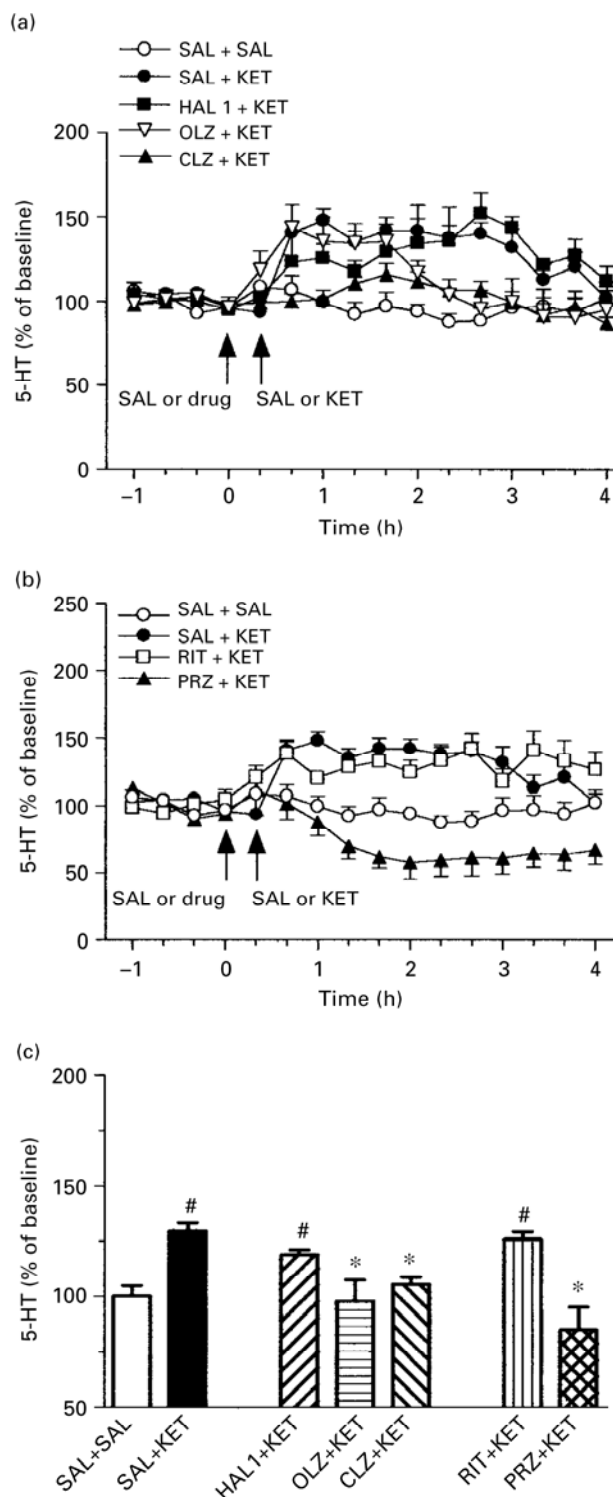 (a)
SAL + SAL
SAL + KET
HAL 1 + KET
OLZ + KET
CLZ + KET
200
150
100
50
0
5-HT (% of baseline)
SAL or drug
SAL or KET
−1 0 1 2 3 4
Time (h)
(b)
SAL + SAL
SAL + KET
RIT + KET
PRZ + KET
250
200
150
100
50
0
5-HT (% of baseline)
SAL or drug
SAL or KET
−1 0 1 2 3 4
Time (h)
(c)
200
150
100
50
5-HT (% of baseline)
# # * * # *
SAL+SAL
SAL+KET
HAL 1+KET
OLZ+KET
CLZ+KET
RIT+KET
PRZ+KET